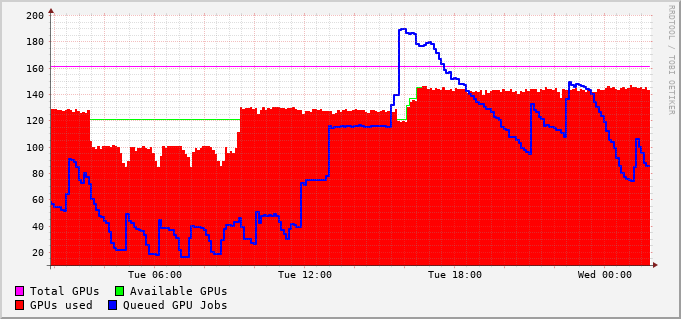 200
180
160
140
120
100
80
60
40
20
Tue 06:00 Tue 12:00 Tue 18:00 Wed 00:00
Total GPUs Available GPUs
GPUs used Queued GPU Jobs
RRDTOOL / TOBI OETIKER